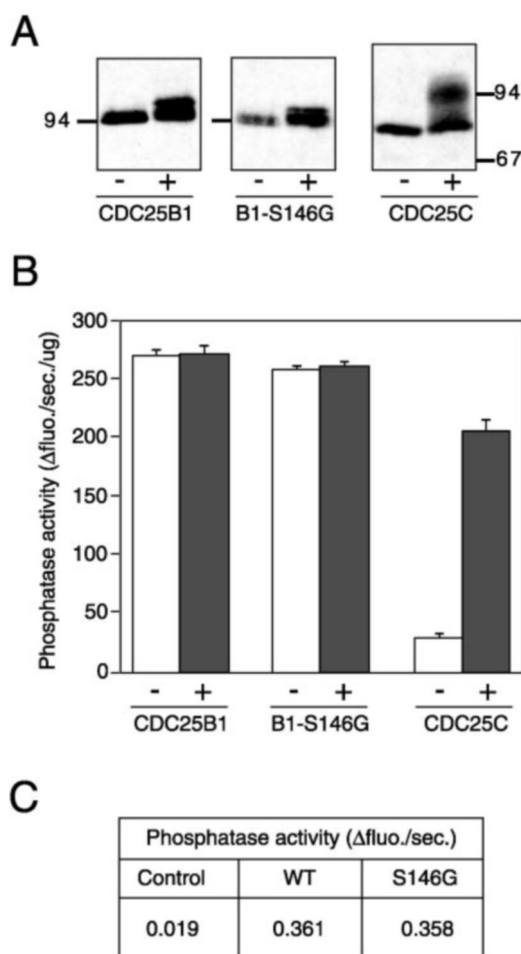 A
94
94
67
- + - + - +
CDC25B1 B1-S146G CDC25C
B
Phosphatase activity (Δfluo./sec./ug)
300
250
200
150
100
50
0
- + - + - +
CDC25B1 B1-S146G CDC25C
C
Phosphatase activity (Δfluo./sec.)
Control WT S146G
0.019 0.361 0.358